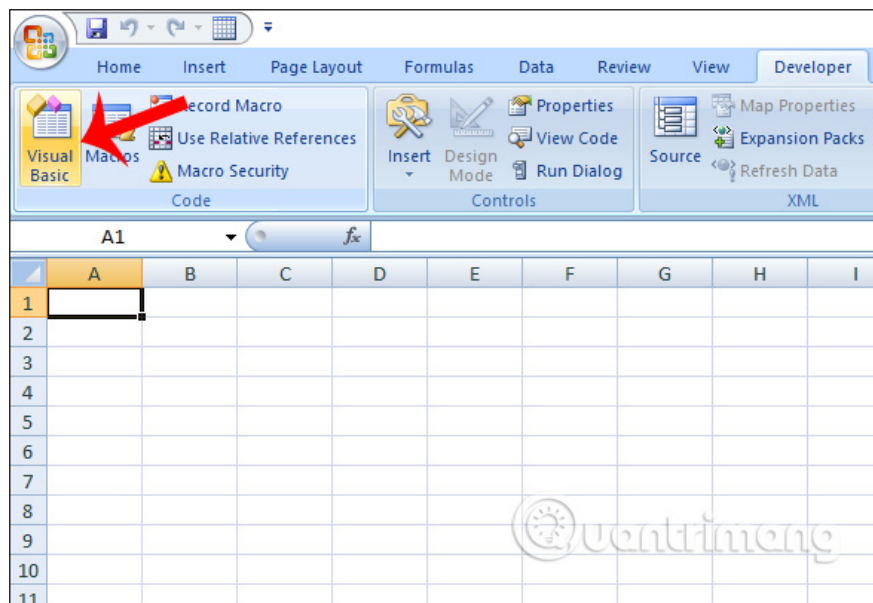 Home Insert Page Layout Formulas Data Review View Developer
Visual Basic
Macros
Record Macro
Use Relative References
Macro Security
Code
Insert
Design Mode
Properties
View Code
Run Dialog
Controls
Source
Map Properties
Expansion Packs
Refresh Data
XML
A1 fx
A B C D E F G H I
1
2
3
4
5
6
7
8
9
10
11
Quantrimang